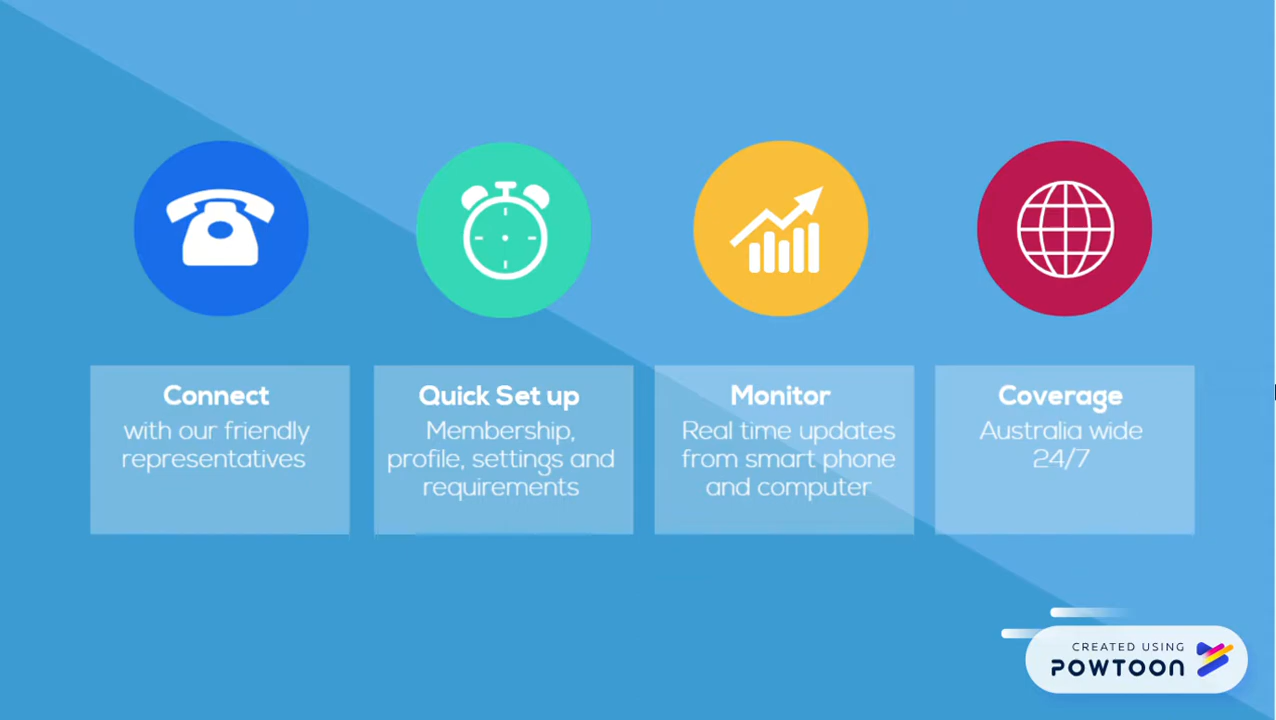 Connect
with our friendly
representatives
Quick Set up
Membership,
profile, settings and
requirements
Monitor
Real time updates
from smart phone
and computer
Coverage
Australia wide
24/7
CREATED USING
POWTOON